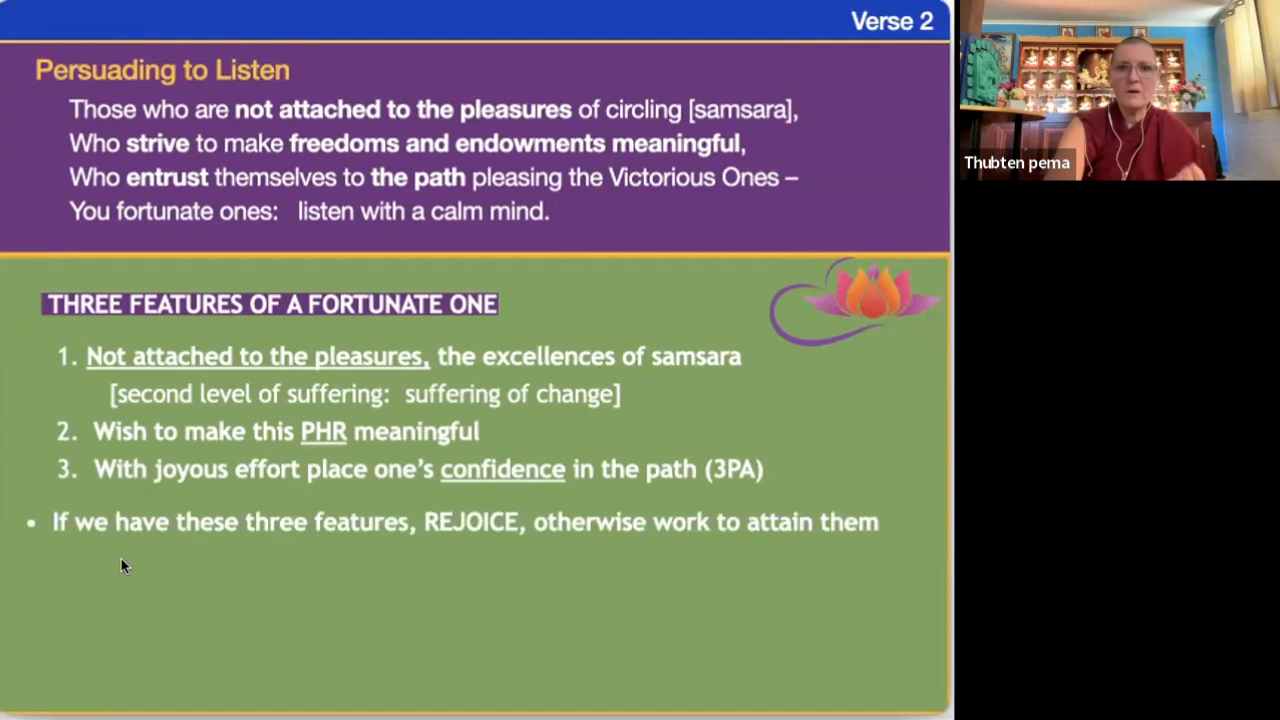 Verse 2
Persuading to Listen
Those who are not attached to the pleasures of circling [samsara],
Who strive to make freedoms and endowments meaningful,
Who entrust themselves to the path pleasing the Victorious Ones –
You fortunate ones: listen with a calm mind.
THREE FEATURES OF A FORTUNATE ONE
1. Not attached to the pleasures, the excellences of samsara
[second level of suffering: suffering of change]
2. Wish to make this PHR meaningful
3. With joyous effort place one's confidence in the path (3PA)
• If we have these three features, REJOICE, otherwise work to attain them
Thubten pema